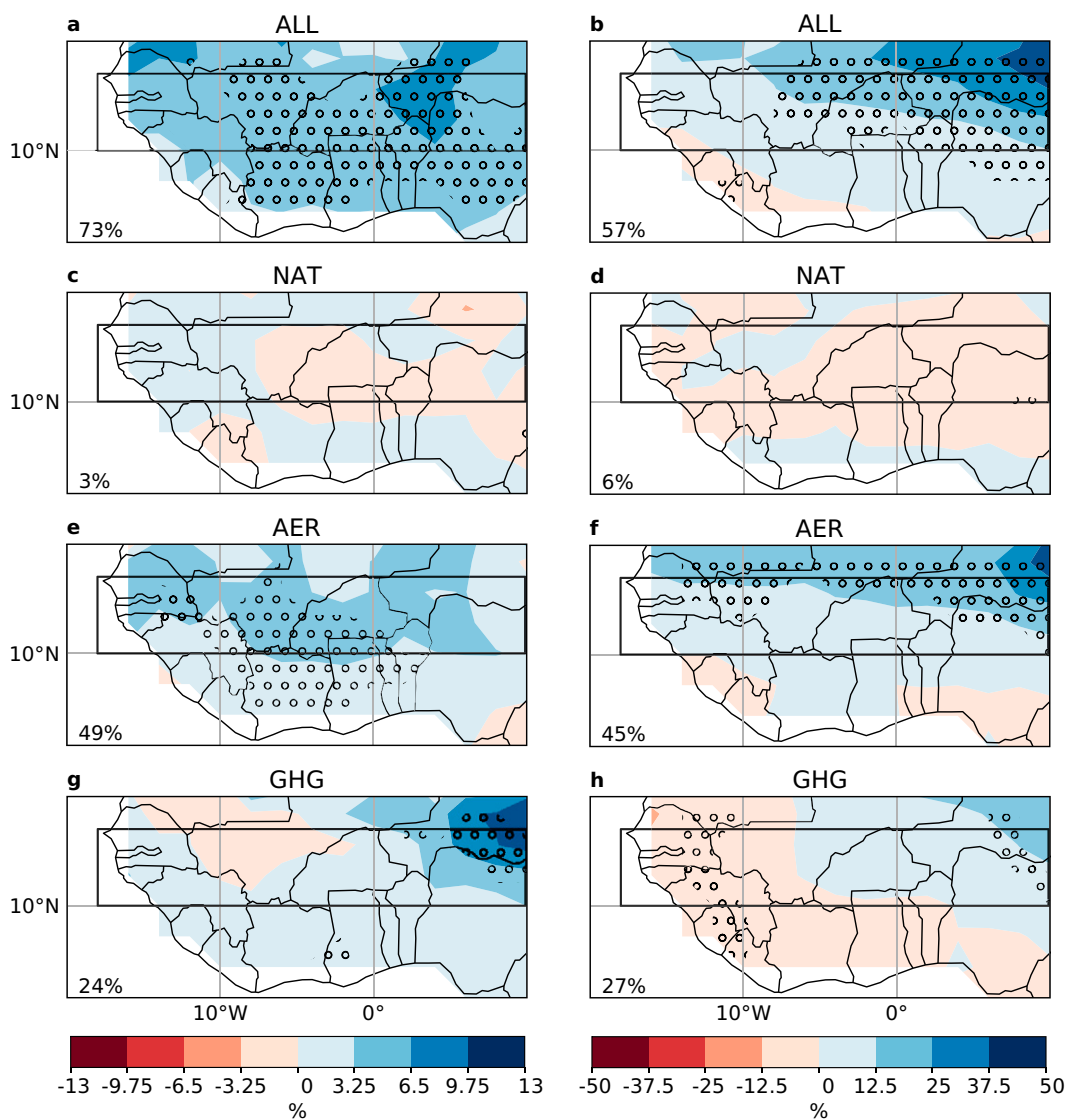 a ALL
b ALL
10°N
73%
57%
c NAT
d NAT
10°N
3%
6%
e AER
f AER
10°N
49%
45%
g GHG
h GHG
10°N
24%
27%
10°W 0°
10°W 0°
-13 -9.75 -6.5 -3.25 0 3.25 6.5 9.75 13
-50 -37.5 -25 -12.5 0 12.5 25 37.5 50
%
%